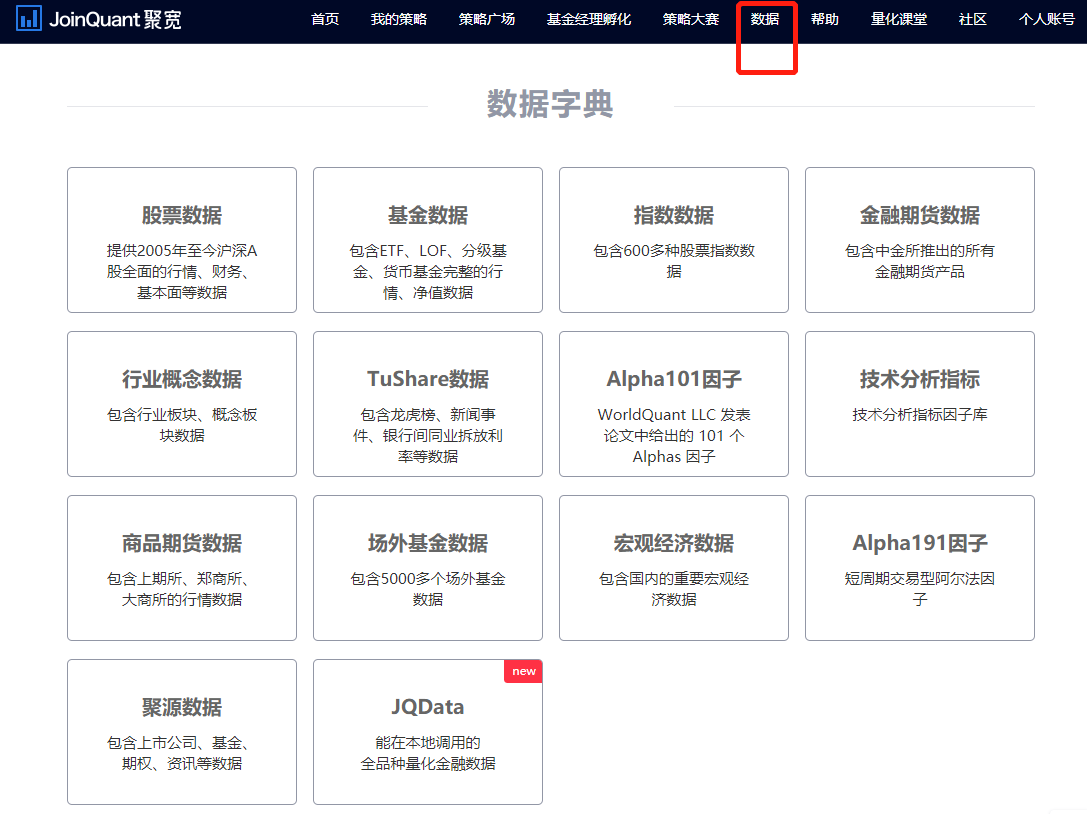 JoinQuant 聚宽
首页 我的策略 策略广场 基金经理孵化 策略大赛 数据 帮助 量化课堂 社区 个人账号
数据字典
股票数据
提供2005年至今沪深A
股全面的行情、财务、
基本面等数据
基金数据
包含ETF、LOF、分级基
金、货币基金完整的行
情、净值数据
指数数据
包含600多种股票指数数
据
金融期货数据
包含中金所推出的所有
金融期货产品
行业概念数据
包含行业板块、概念板
块数据
TuShare数据
包含龙虎榜、新闻事
件、银行间同业拆放利
率等数据
Alpha101因子
WorldQuant LLC 发表
论文中给出的 101 个
Alphas 因子
技术分析指标
技术分析指标因子库
商品期货数据
包含上期所、郑商所、
大商所的行情数据
场外基金数据
包含5000多个场外基金
数据
宏观经济数据
包含国内的重要宏观经
济数据
Alpha191因子
短周期交易型阿尔法因
子
聚源数据
包含上市公司、基金、
期权、资讯等数据
new
JQData
能在本地调用的
全品种量化金融数据